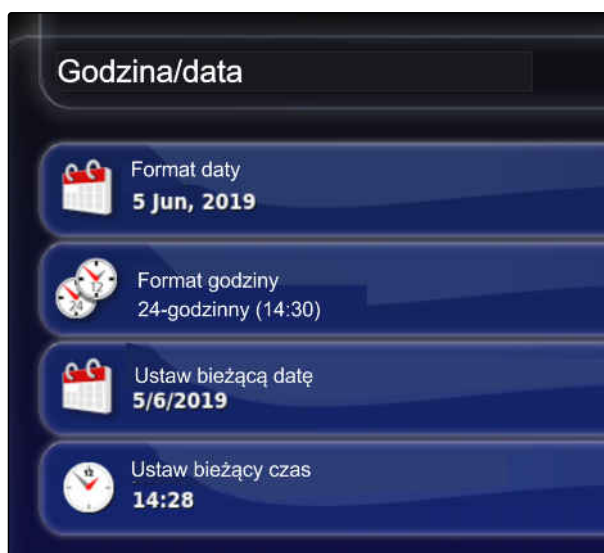 Godzina/data
Format daty
5 Jun, 2019
Format godziny
24-godzinny (14:30)
Ustaw bieżącą datę
5/6/2019
Ustaw bieżący czas
14:28